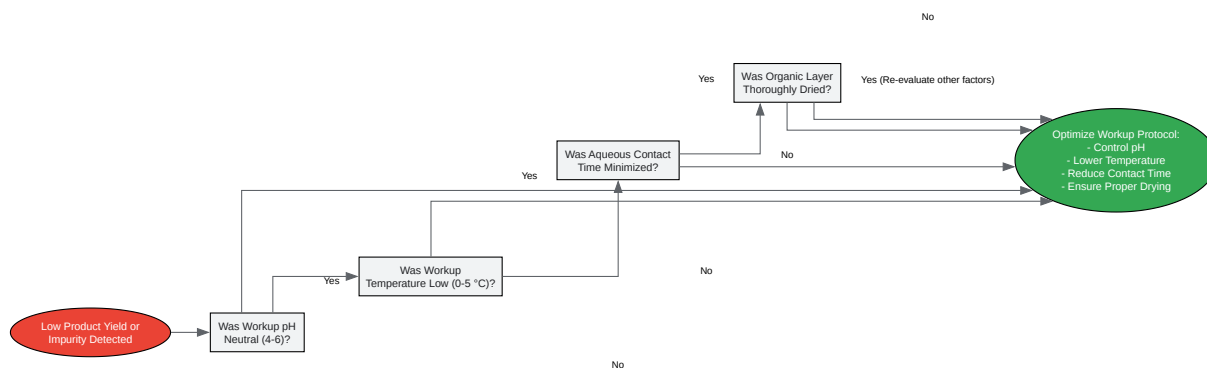 No
Was Organic Layer
Thoroughly Dried?
Yes
Yes (Re-evaluate other factors)
Optimize Workup Protocol:
- Control pH
- Lower Temperature
- Reduce Contact Time
- Ensure Proper Drying
Was Aqueous Contact
Time Minimized?
No
Yes
Was Workup
Temperature Low (0-5 °C)?
No
Yes
Low Product Yield or
Impurity Detected
Was Workup pH
Neutral (4-6)?
No